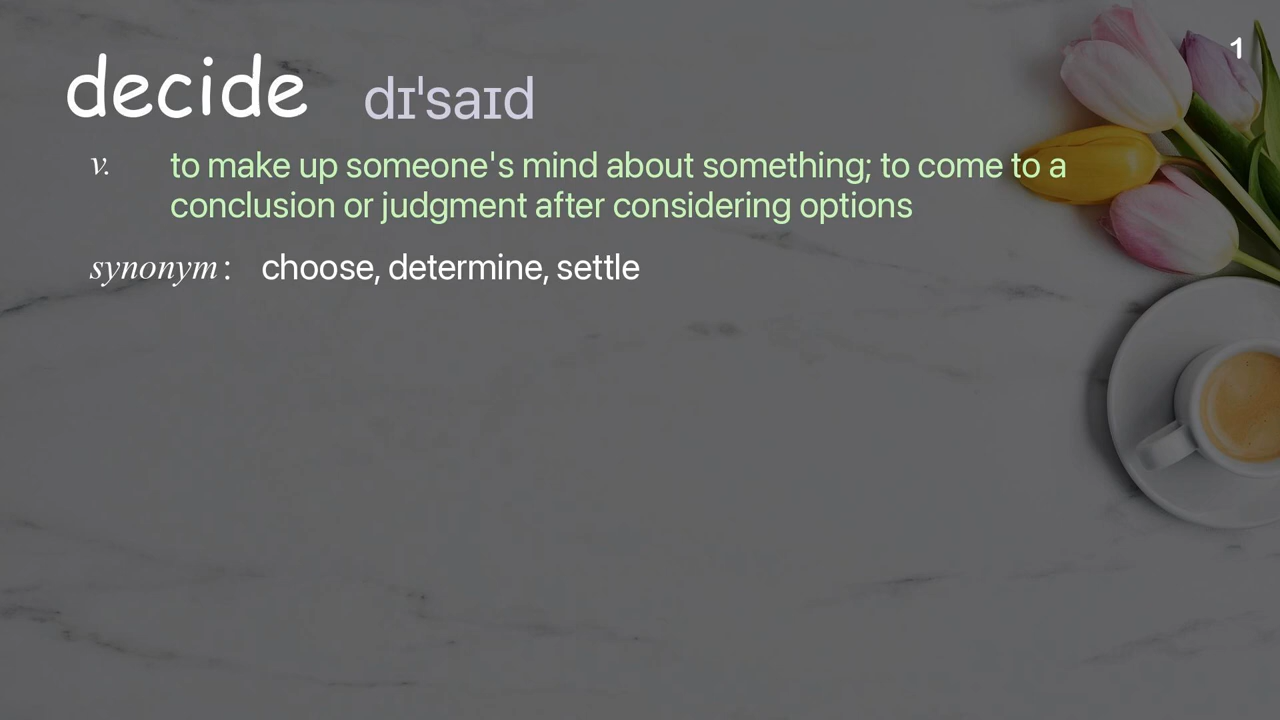 1
decide dɪˈsaɪd
v. to make up someone's mind about something; to come to a
conclusion or judgment after considering options
synonym : choose, determine, settle